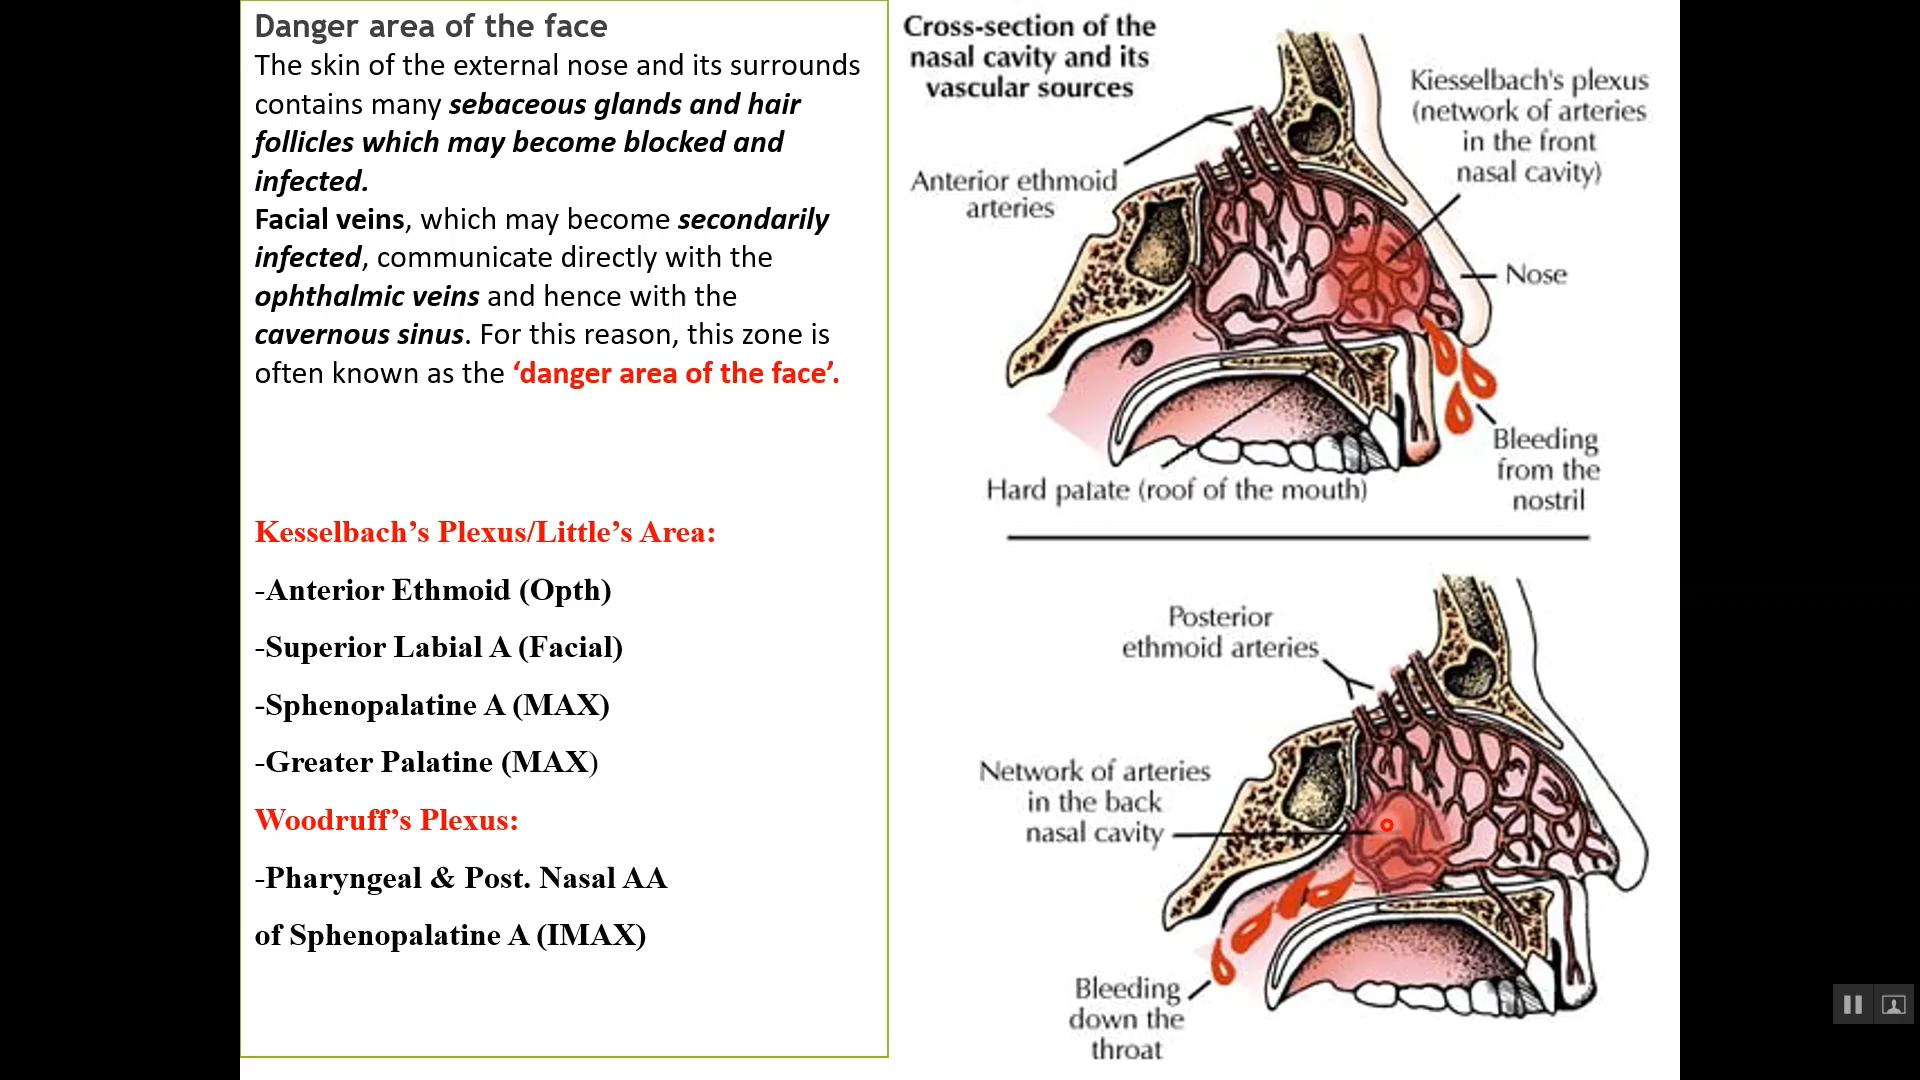 Danger area of the face
The skin of the external nose and its surrounds
contains many sebaceous glands and hair
follicles which may become blocked and
infected.
Facial veins, which may become secondarily
infected, communicate directly with the
ophthalmic veins and hence with the
cavernous sinus. For this reason, this zone is
often known as the ‘danger area of the face’.
Kesselbach’s Plexus/Little’s Area:
-Anterior Ethmoid (Opth)
-Superior Labial A (Facial)
-Sphenopalatine A (MAX)
-Greater Palatine (MAX)
Woodruff’s Plexus:
-Pharyngeal & Post. Nasal AA
of Sphenopalatine A (IMAX)
Cross-section of the
nasal cavity and its
vascular sources
Kiesselbach's plexus
(network of arteries
in the front
nasal cavity)
Anterior ethmoid
arteries
Nose
Bleeding
from the
nostril
Hard palate (roof of the mouth)
Posterior
ethmoid arteries
Network of arteries
in the back
nasal cavity
Bleeding
down the
throat